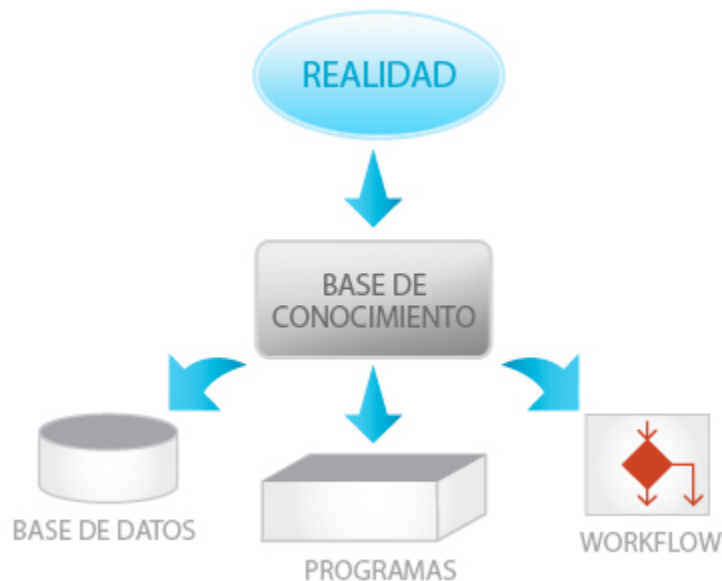 REALIDAD
BASE DE
CONOCIMIENTO
BASE DE DATOS
PROGRAMAS
WORKFLOW